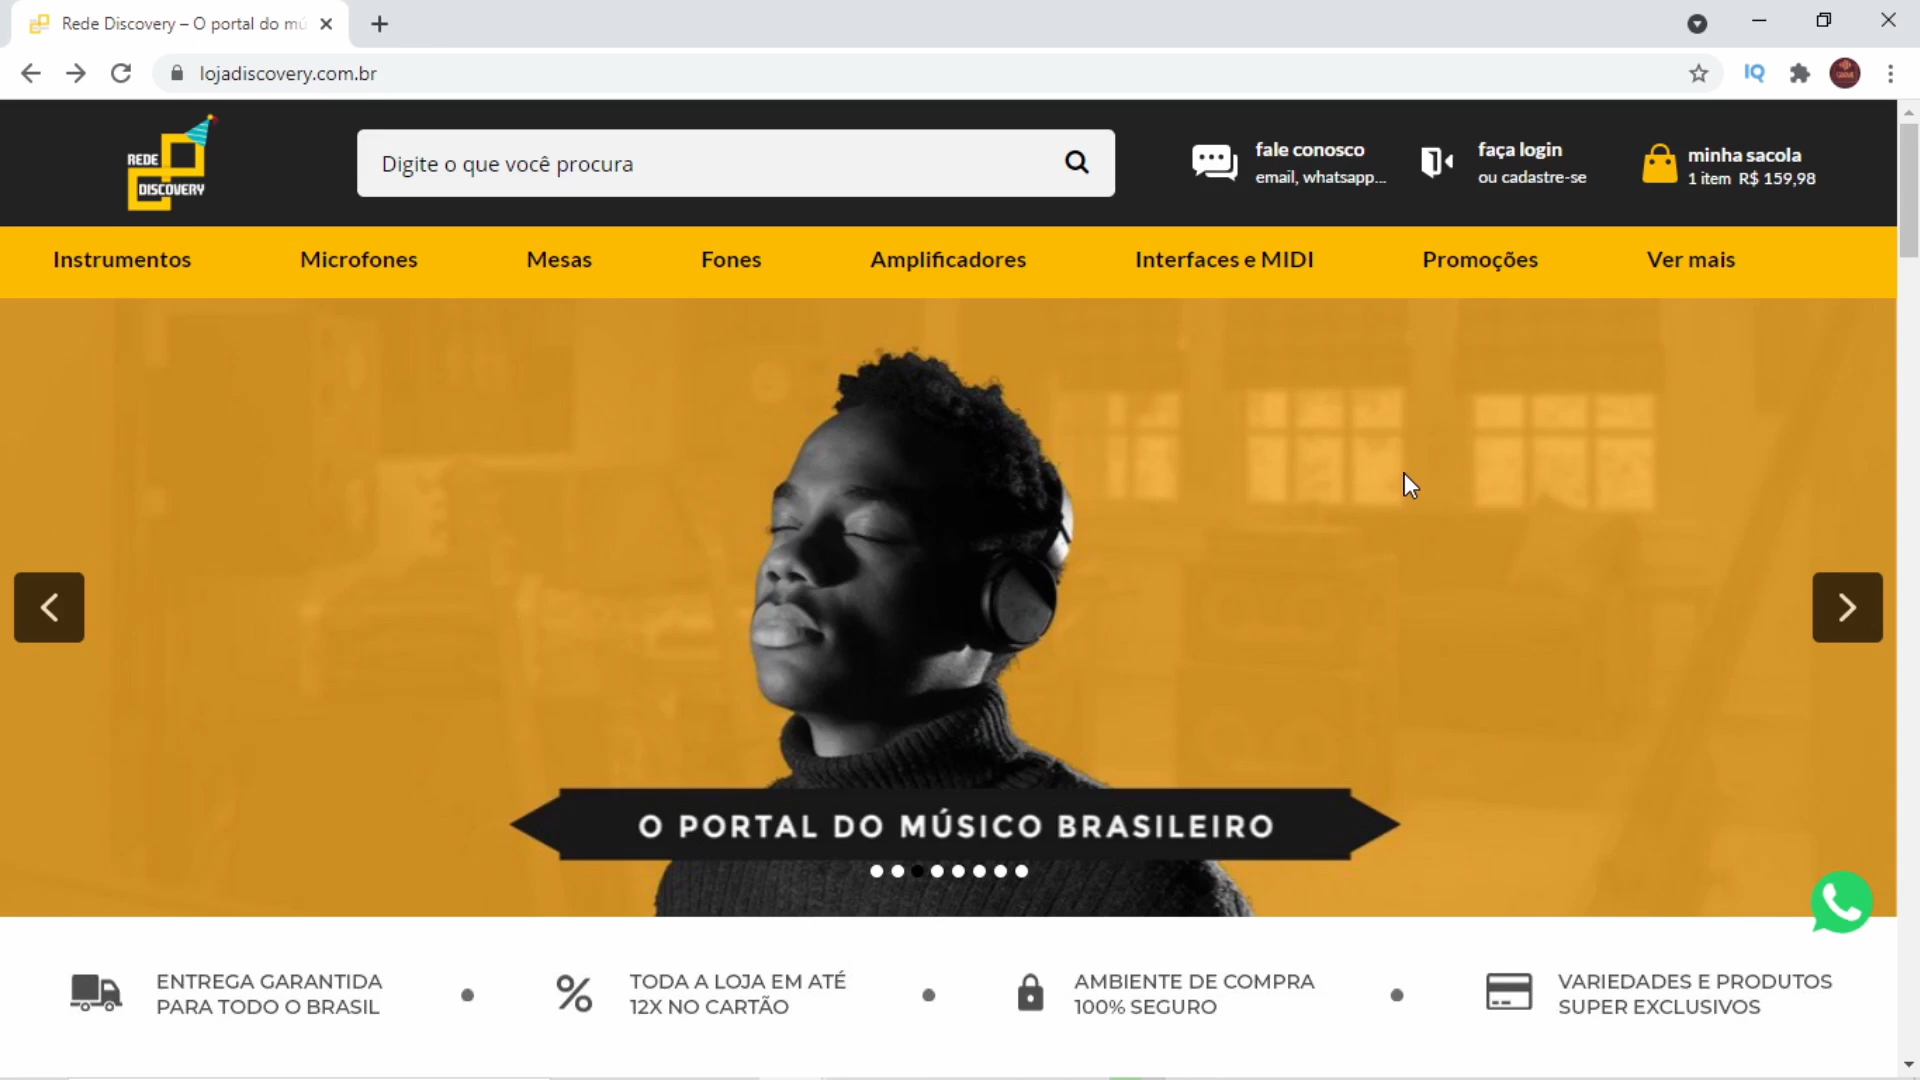 Rede Discovery – O portal do mú
lojadiscovery.com.br
IQ
REDE
DISCOVERY
Digite o que você procura
fale conosco
email, whatsapp...
faça login
ou cadastre-se
minha sacola
1 item R$ 159,98
Instrumentos
Microfones
Mesas
Fones
Amplificadores
Interfaces e MIDI
Promoções
Ver mais
O PORTAL DO MÚSICO BRASILEIRO
ENTREGA GARANTIDA
PARA TODO O BRASIL
TODA A LOJA EM ATÉ
12X NO CARTÃO
AMBIENTE DE COMPRA
100% SEGURO
VARIEDADES E PRODUTOS
SUPER EXCLUSIVOS